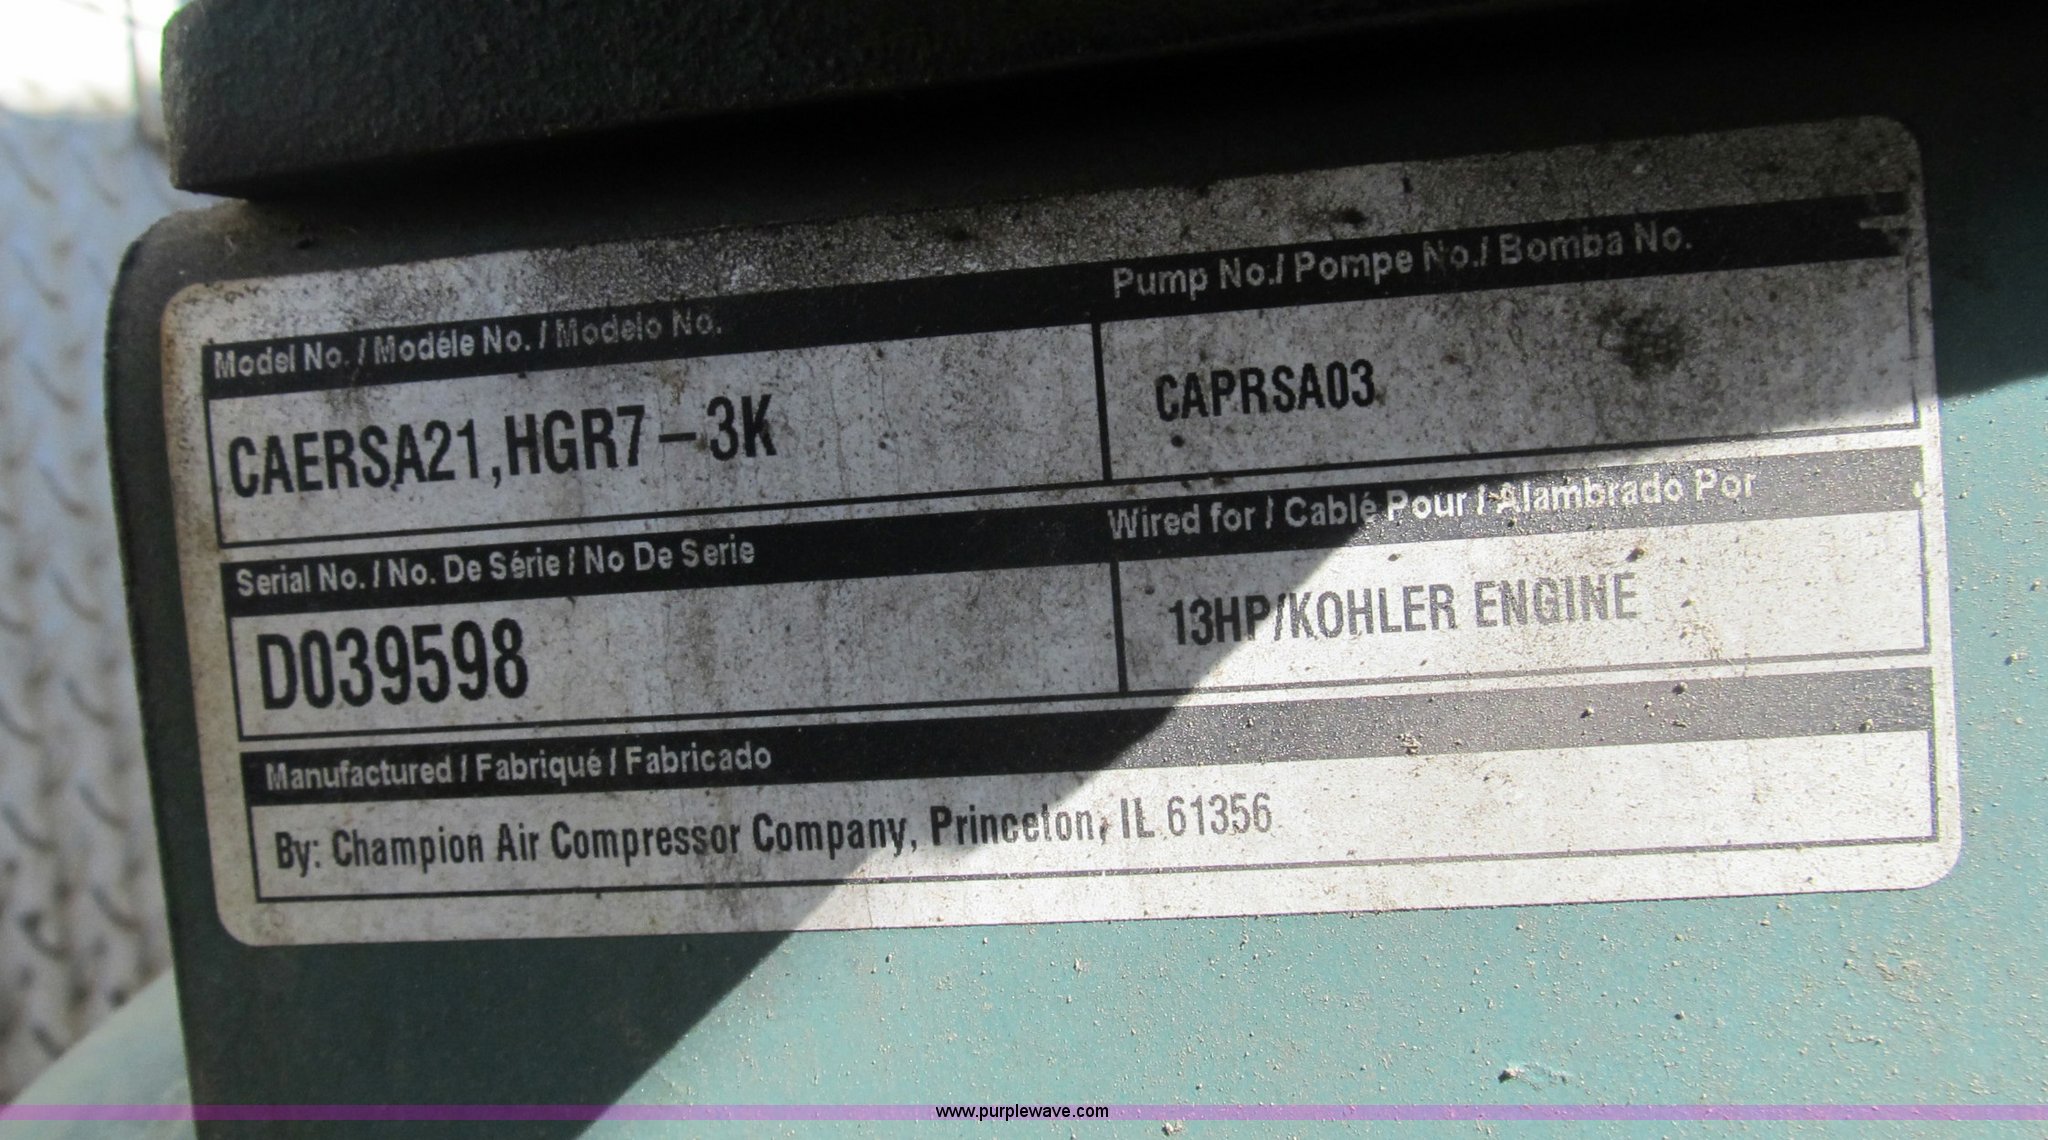 Model No. / Modéle No. / Modelo No.
Pump No./ Pompe No./ Bomba No.
CAERSA21,HGR7-3K
CAPRSA03
Serial No. / No. De Série / No De Serie
Wired for / Cablé Pour / Alambrado Por
D039598
13HP/KOHLER ENGINE
Manufactured / Fabriqué / Fabricado
By: Champion Air Compressor Company, Princeton, IL 61356
www.purplewave.com